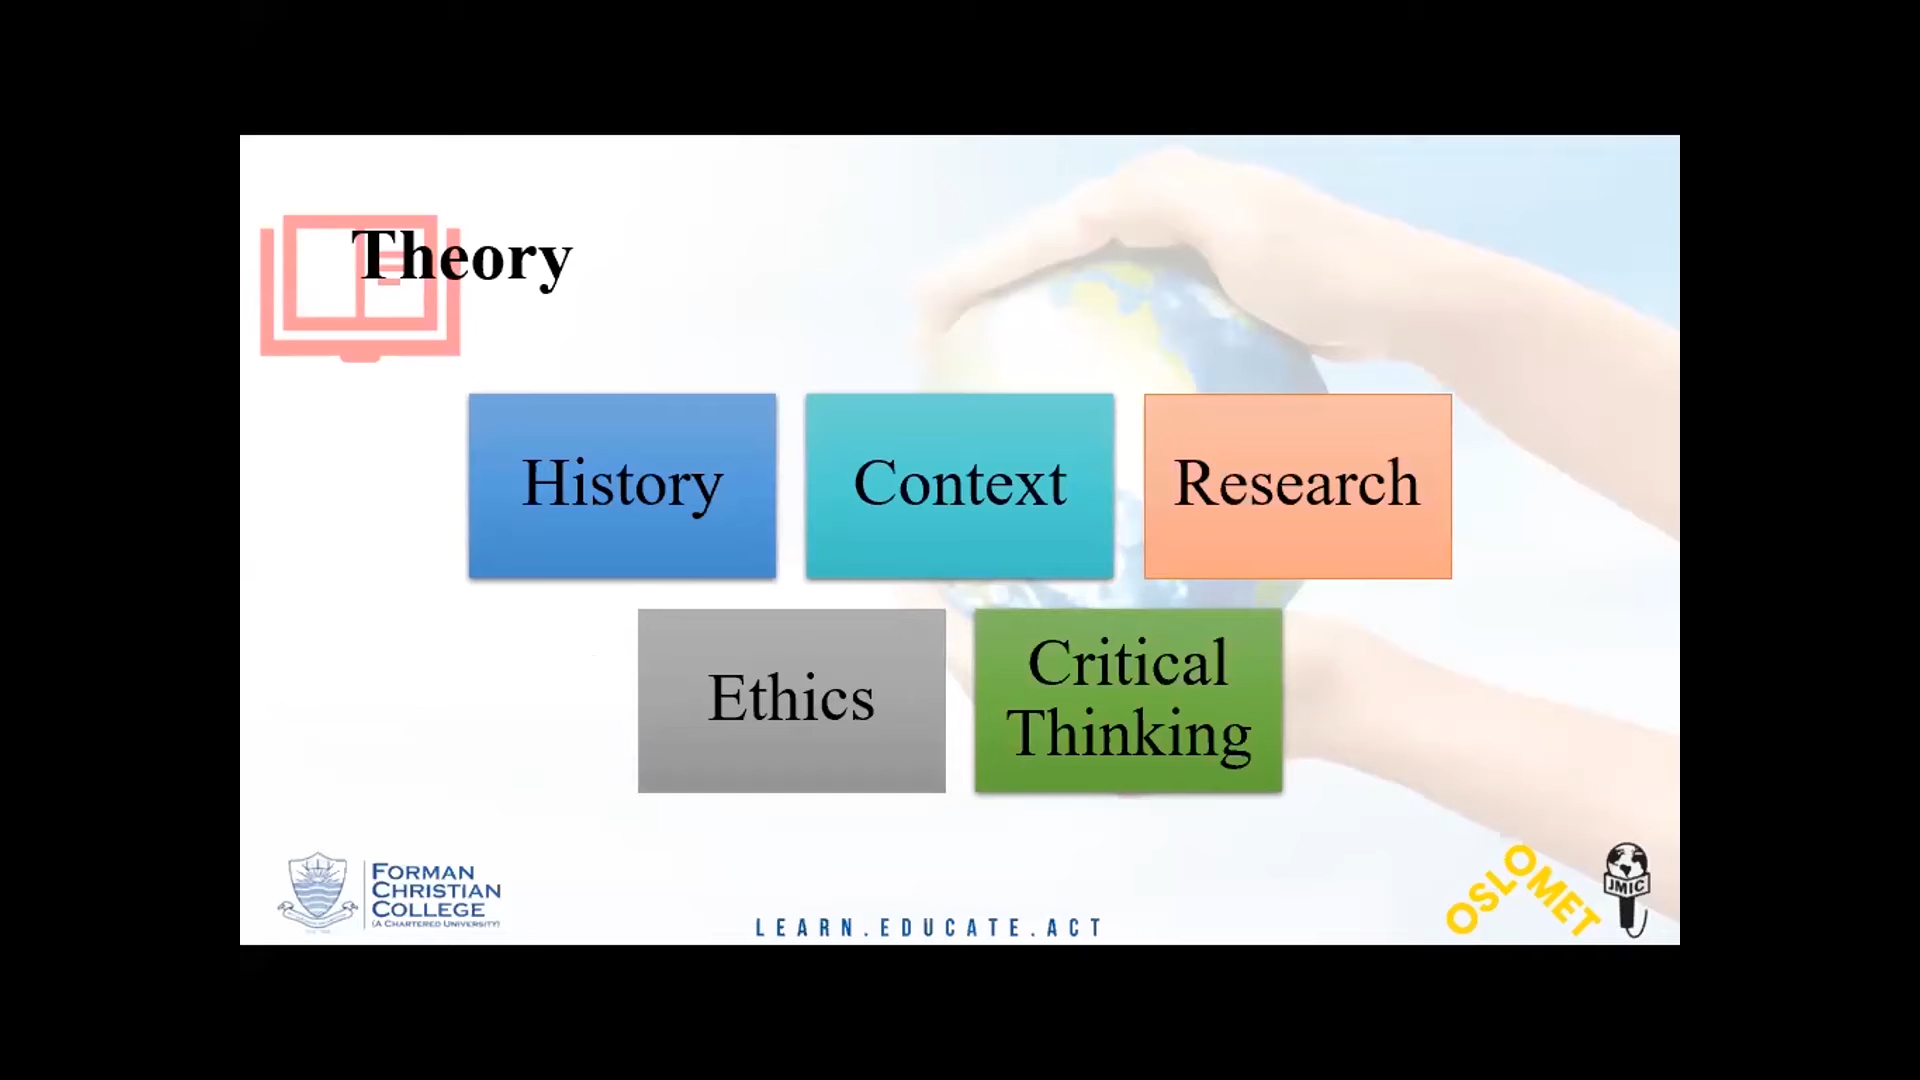 Theory
History
Context
Research
Ethics
Critical
Thinking
FORMAN
CHRISTIAN
COLLEGE
(A CHARTERED UNIVERSITY)
LEARN.EDUCATE.ACT
OSLOMET
JMIC